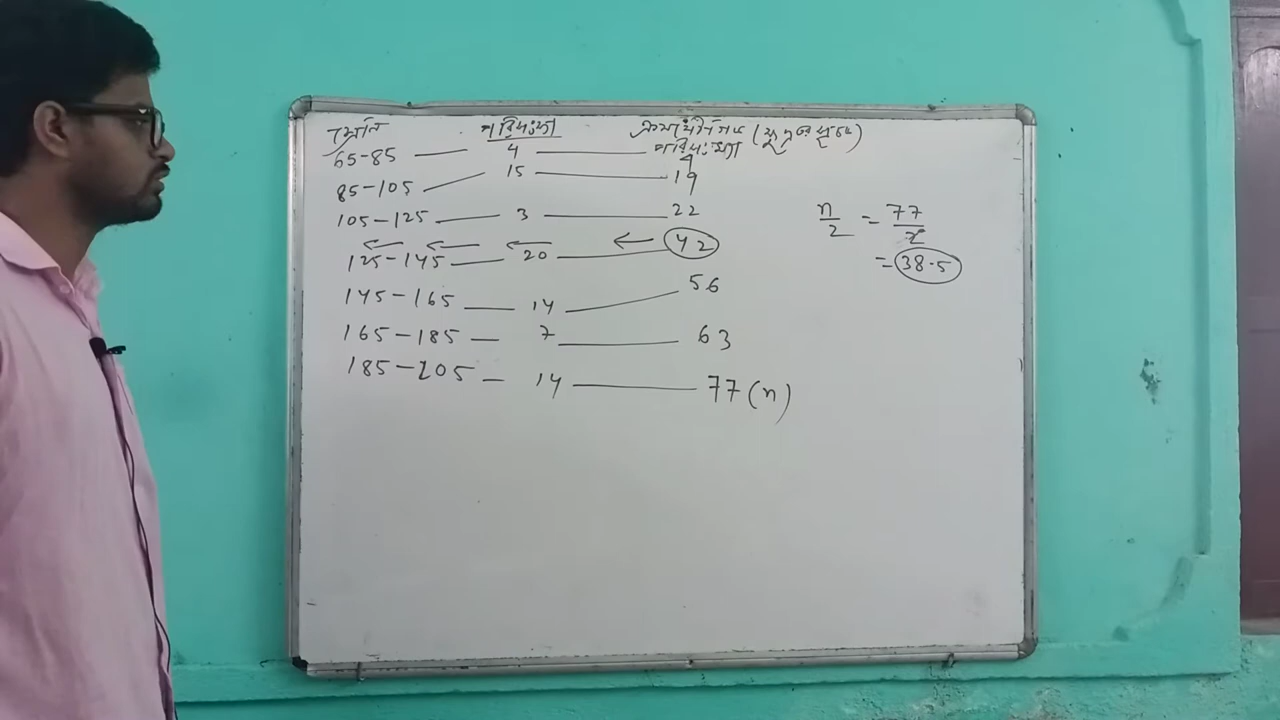 শ্রেণি পরিসংখ্যা ক্রমযৌগিক (ক্ষুদ্রতরসূচক)
পরিসংখ্যা
65-85 — 4 — 4
85-105 — 15 — 19
105-125 — 3 — 22
125-145 — 20 — 42
145-165 — 14 — 56
165-185 — 7 — 63
185-205 — 14 — 77(n)
n/2 = 77/2
= 38.5